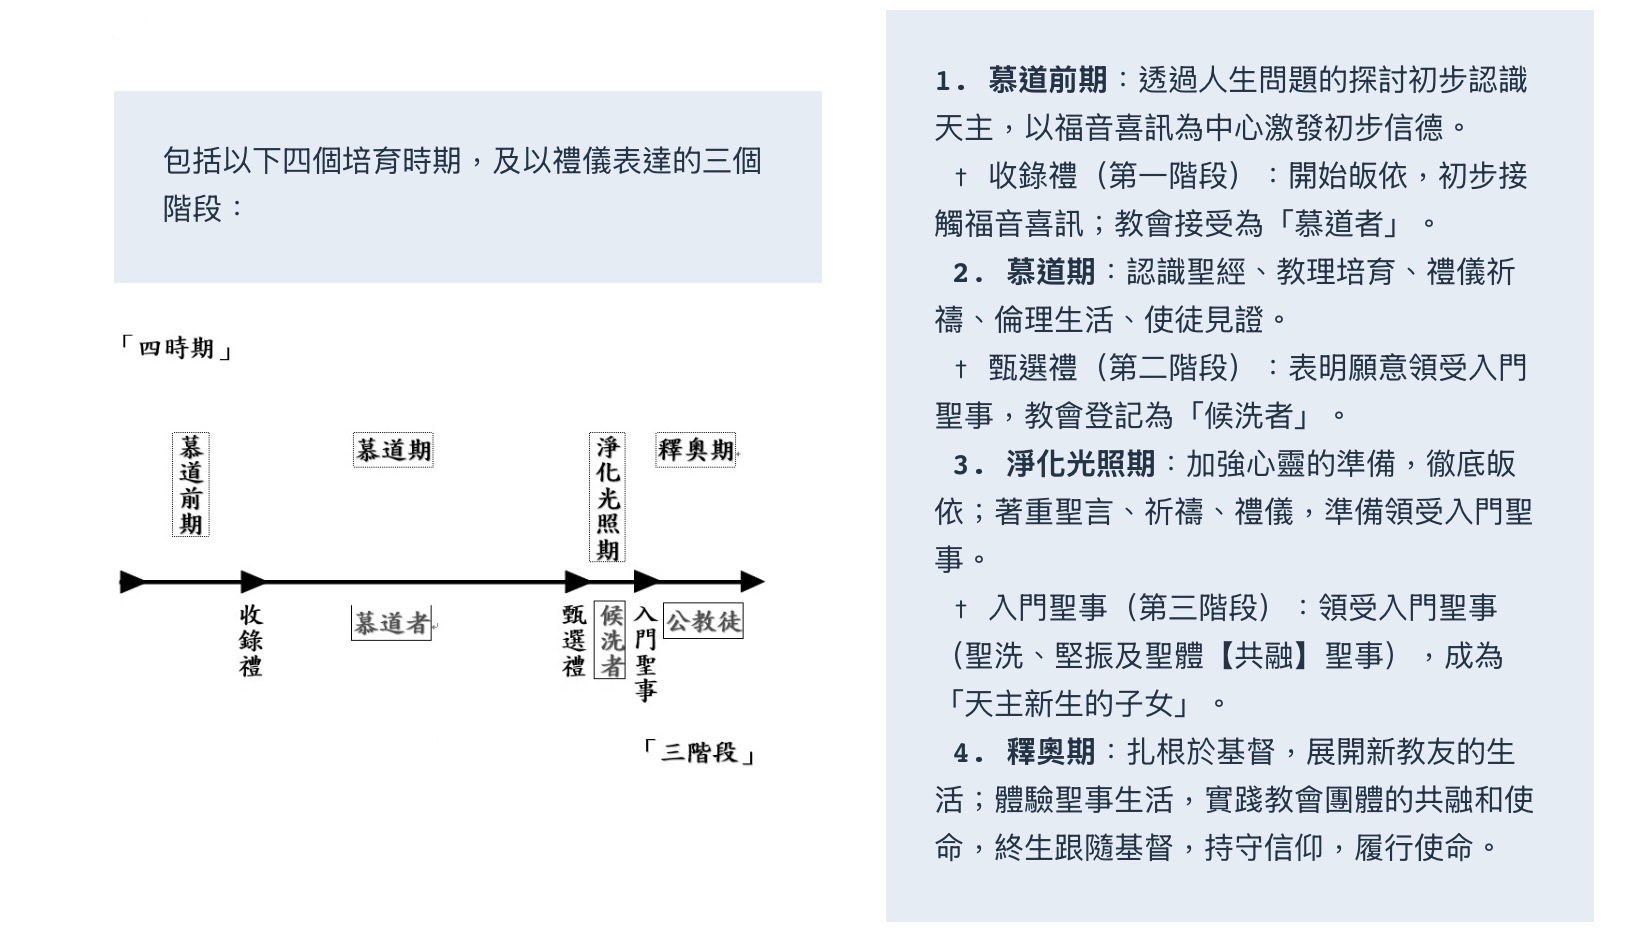 包括以下四個培育時期，及以禮儀表達的三個
階段：
「四時期」
慕道前期
慕道期
淨化光照期
釋奧期
收錄禮
慕道者
甄選禮
候洗者
入門聖事
公教徒
「三階段」
1. 慕道前期：透過人生問題的探討初步認識
天主，以福音喜訊為中心激發初步信德。
† 收錄禮（第一階段）：開始皈依，初步接
觸福音喜訊；教會接受為「慕道者」。
2. 慕道期：認識聖經、教理培育、禮儀祈
禱、倫理生活、使徒見證。
† 甄選禮（第二階段）：表明願意領受入門
聖事，教會登記為「候洗者」。
3. 淨化光照期：加強心靈的準備，徹底皈
依；著重聖言、祈禱、禮儀，準備領受入門聖
事。
† 入門聖事（第三階段）：領受入門聖事
（聖洗、堅振及聖體【共融】聖事），成為
「天主新生的子女」。
4. 釋奧期：扎根於基督，展開新教友的生
活；體驗聖事生活，實踐教會團體的共融和使
命，終生跟隨基督，持守信仰，履行使命。